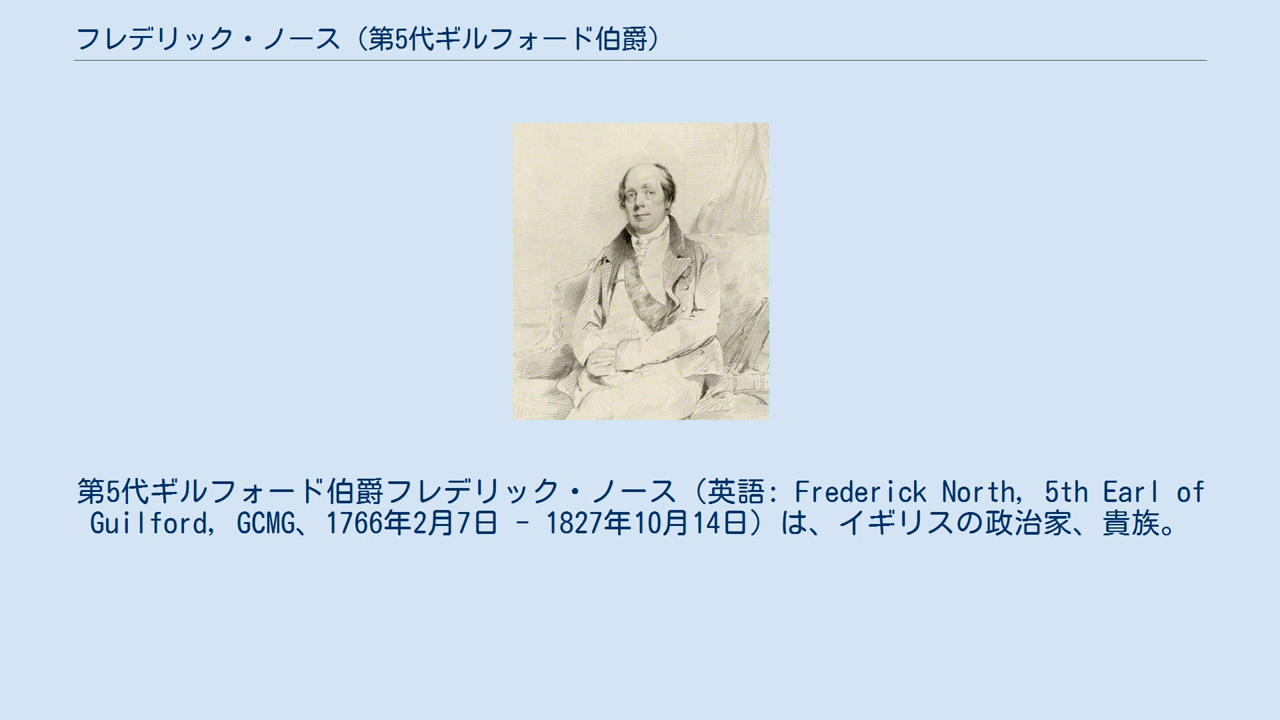 フレデリック・ノース（第5代ギルフォード伯爵）
第5代ギルフォード伯爵フレデリック・ノース（英語: Frederick North, 5th Earl of
Guilford, GCMG、1766年2月7日 - 1827年10月14日）は、イギリスの政治家、貴族。